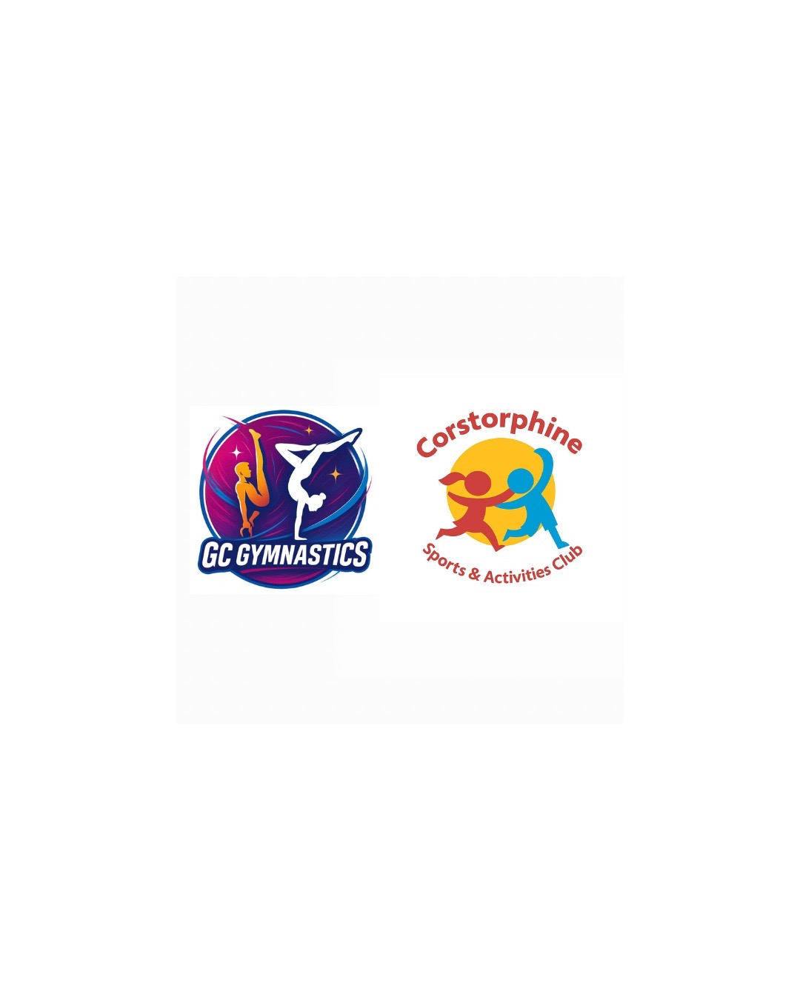 GC GYMNASTICS
Corstorphine
Sports & Activities Club